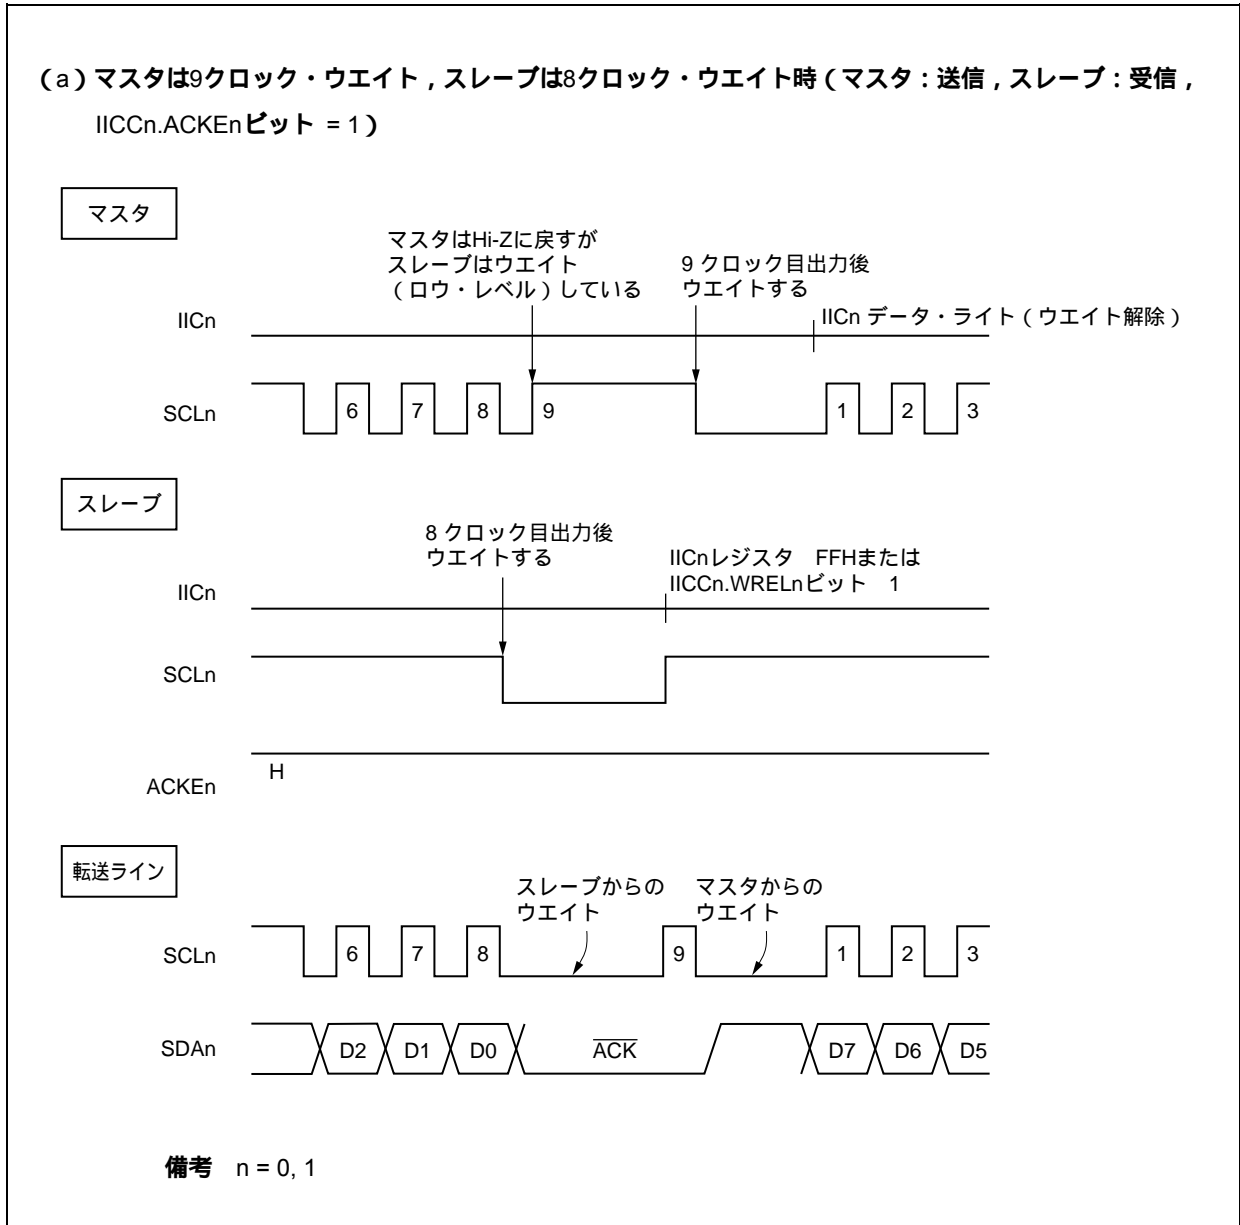 （a）マスタは9クロック・ウエイト，スレーブは8クロック・ウエイト時（マスタ：送信，スレーブ：受信，
IICCn.ACKEnビット = 1）
マスタ
マスタはHi-Zに戻すが
スレーブはウエイト
（ロウ・レベル）している
9 クロック目出力後
ウエイトする
IICn データ・ライト（ウエイト解除）
IICn
SCLn
6 7 8 9 1 2 3
スレーブ
8 クロック目出力後
ウエイトする
IICnレジスタ　FFHまたは
IICCn.WRELnビット　1
IICn
SCLn
H
ACKEn
転送ライン
スレーブからの
ウエイト
マスタからの
ウエイト
SCLn
6 7 8 9 1 2 3
SDAn
D2 D1 D0 ACK D7 D6 D5
備考　n = 0, 1